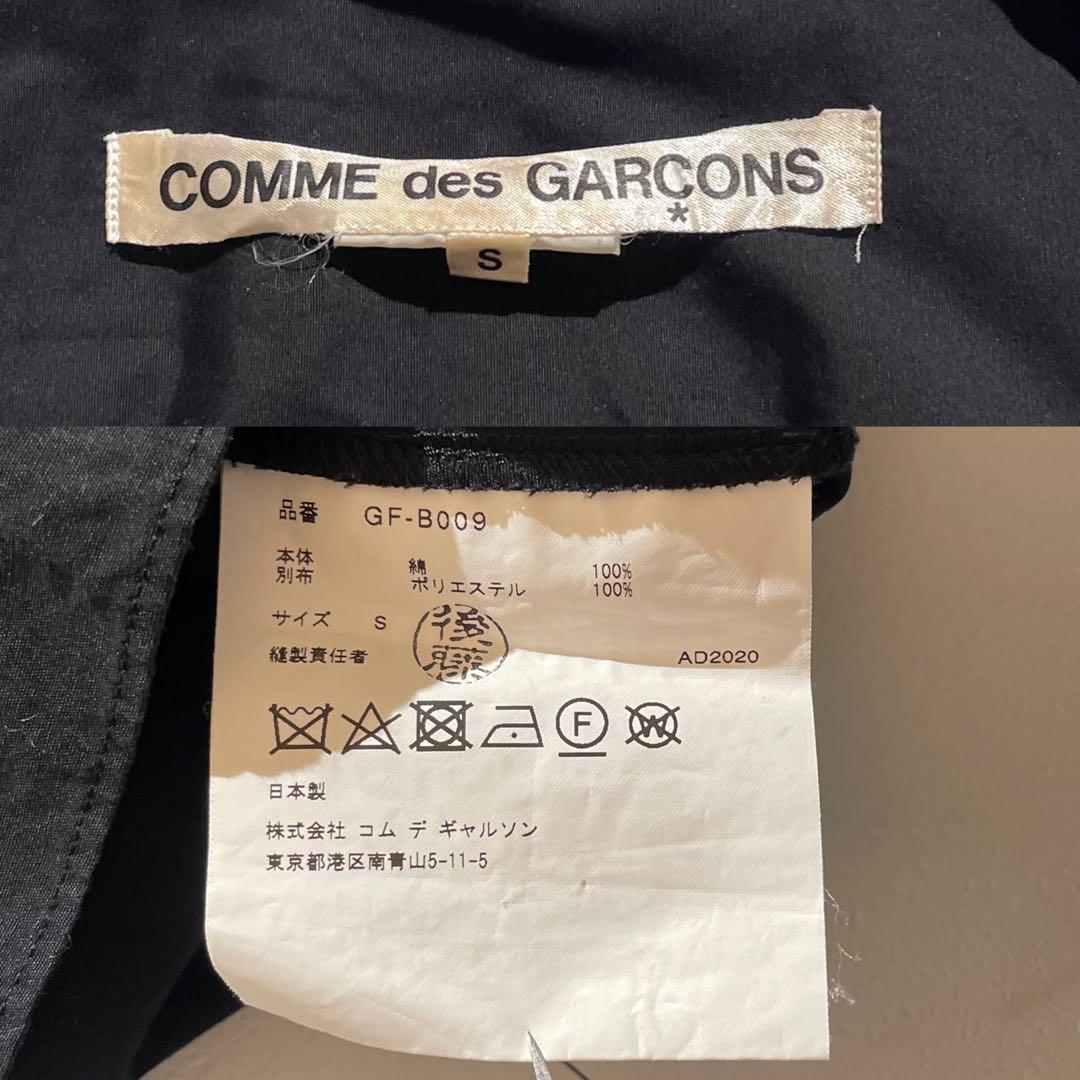 COMME des GARÇONS
*
S
品番 GF-B009
本体 綿 100%
別布 ポリエステル 100%
サイズ S
後藤
縫製責任者 AD2020
F W
日本製
株式会社 コム デ ギャルソン
東京都港区南青山5-11-5